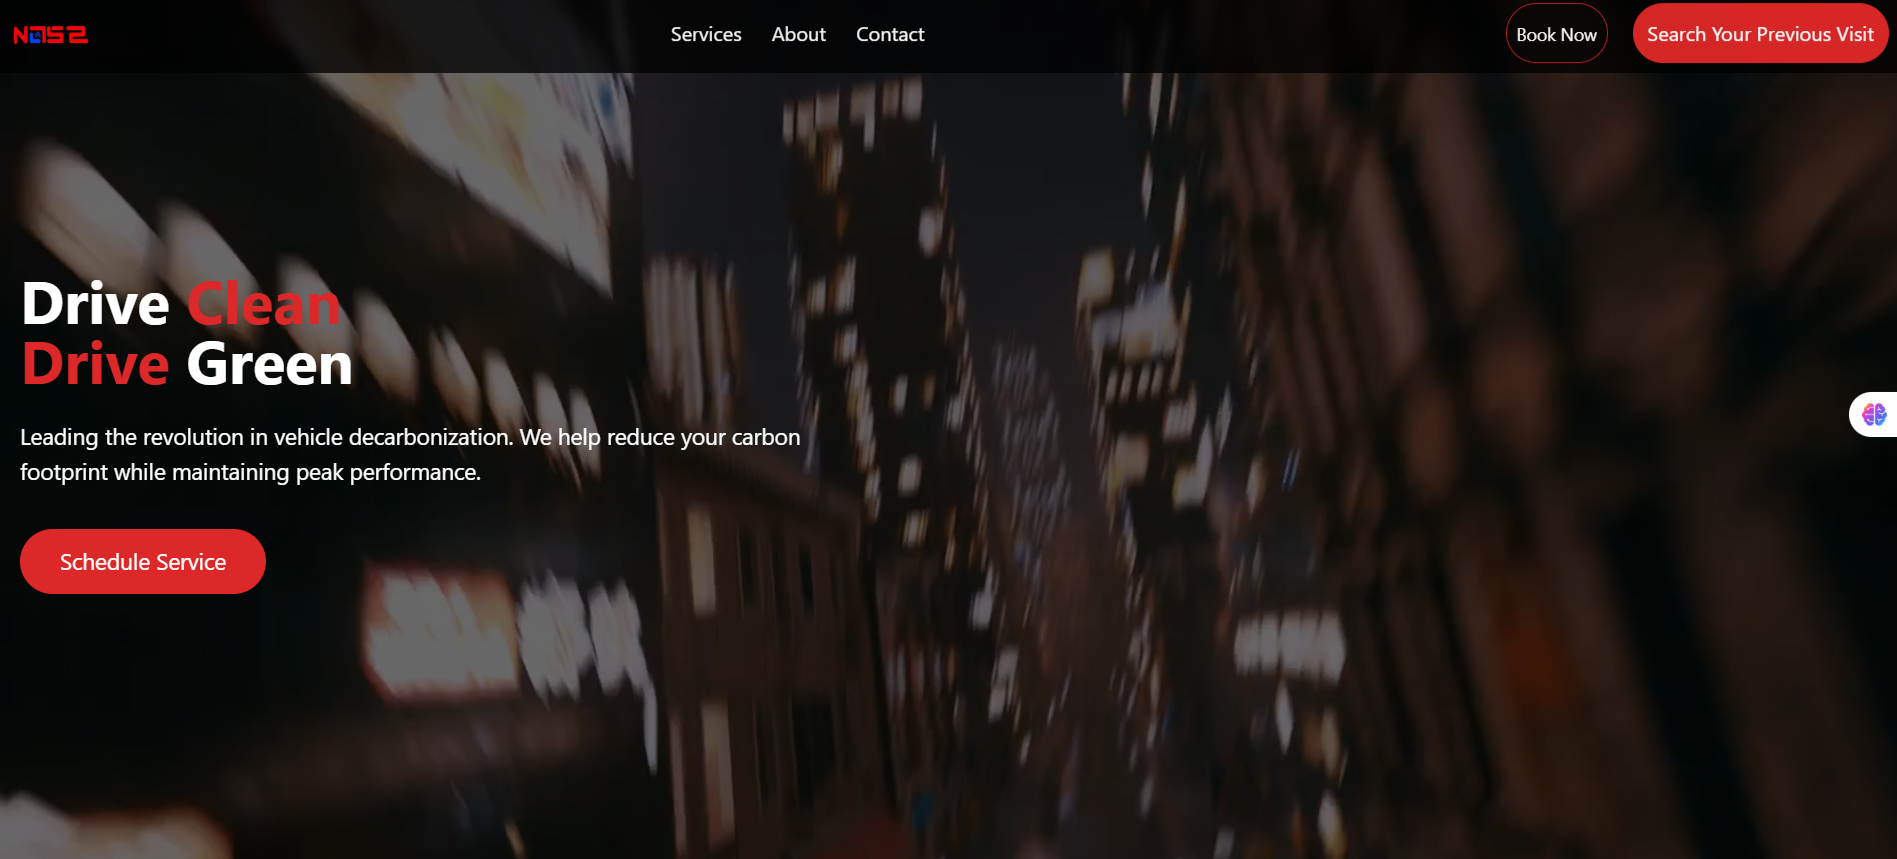 NOS2
Services About Contact
Book Now
Search Your Previous Visit
Drive Clean
Drive Green
Leading the revolution in vehicle decarbonization. We help reduce your carbon
footprint while maintaining peak performance.
Schedule Service